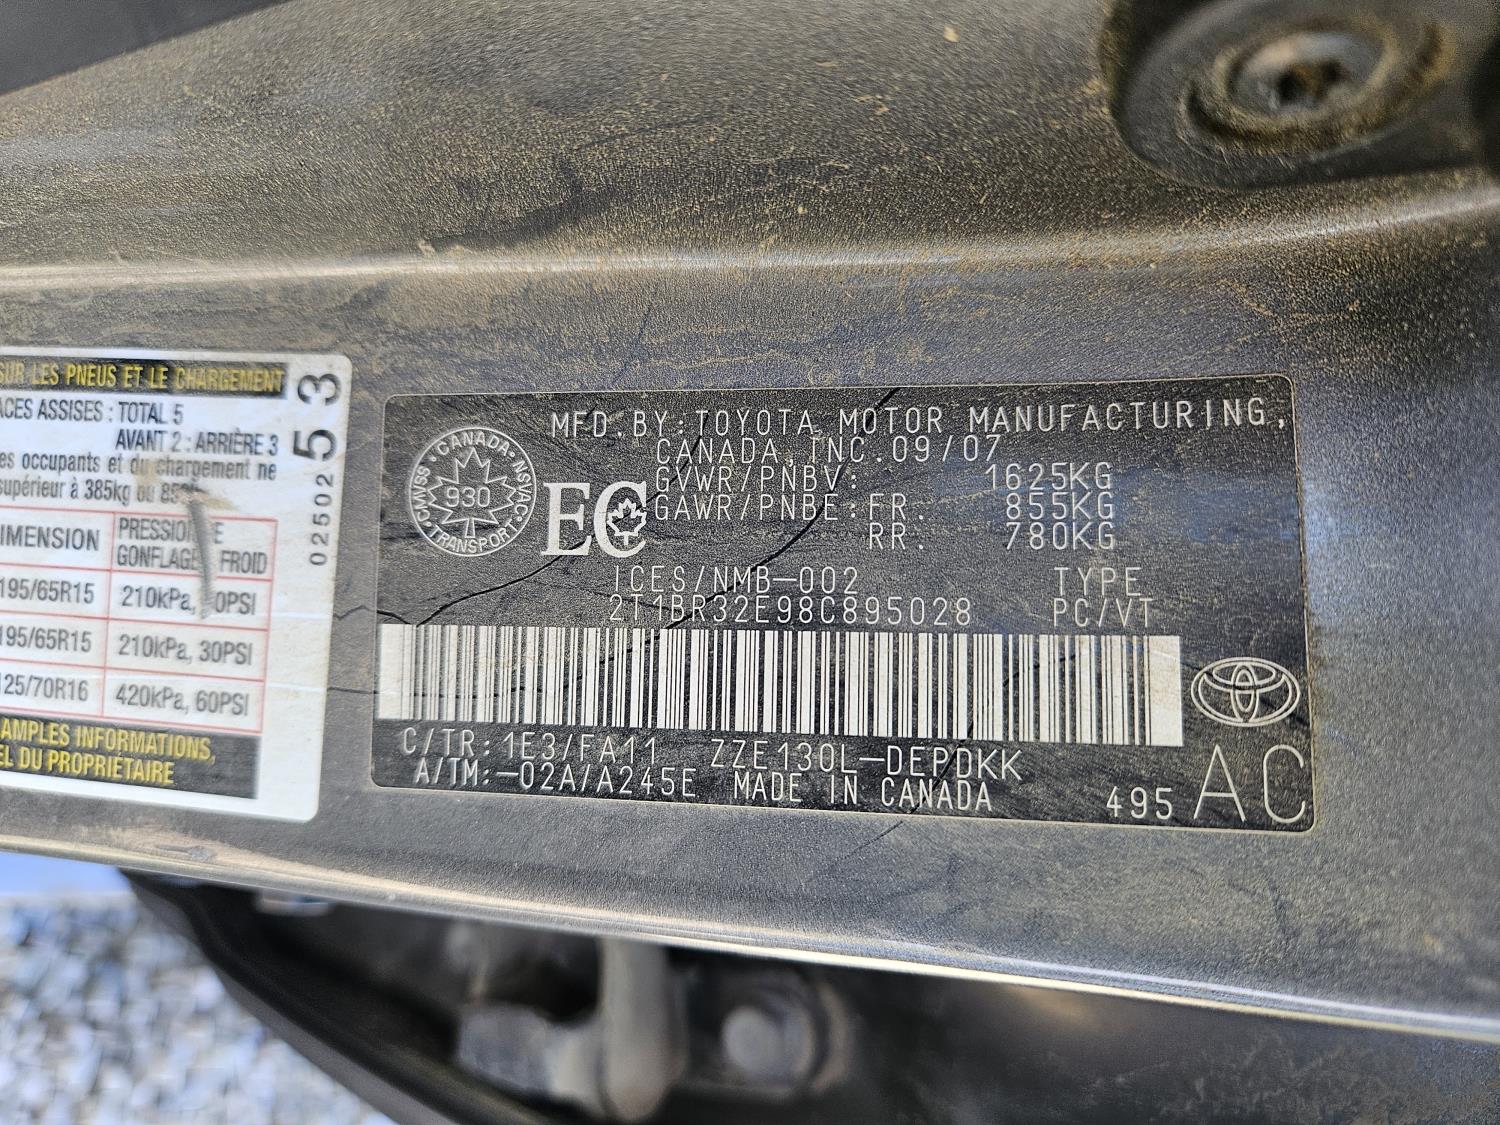 SUR LES PNEUS ET LE CHARGEMENT
ACES ASSISES : TOTAL 5
AVANT 2 : ARRIÈRE 3
es occupants et du chargement ne
supérieur à 385kg ou
IMENSION PRESSION DE
GONFLAGE FROID
195/65R15 210kPa, 30PSI
195/65R15 210kPa, 30PSI
125/70R16 420kPa, 60PSI
AMPLES INFORMATIONS,
EL DU PROPRIÉTAIRE
02502 53
CANADA
CMVSS NSVAC
930
TRANSPORT
EC
MFD. BY: TOYOTA MOTOR MANUFACTURING,
CANADA, INC. 09/07
GVWR/PNBV: 1625KG
GAWR/PNBE: FR. 855KG
RR. 780KG
ICES/NMB-002 TYPE
2T1BR32E98C895028 PC/VT
C/TR: 1E3/FA11 ZZE130L-DEPDKK
A/TM:-02A/A245E MADE IN CANADA
495 AC